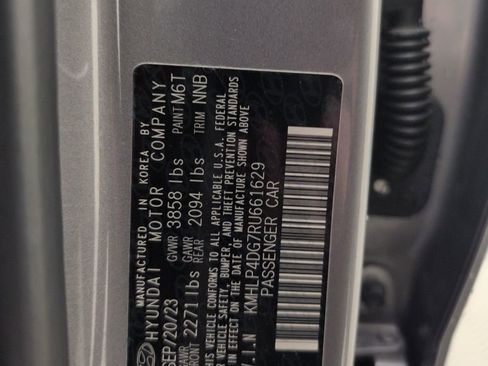 MANUFACTURED IN KOREA BY
HYUNDAI MOTOR COMPANY
SEP/20/23 GVWR 3858 lbs PAINT M6T
FRONT GAWR 2271 lbs REAR GAWR 2094 lbs TRIM NNB
THIS VEHICLE CONFORMS TO ALL APPLICABLE U.S.A. FEDERAL
MOTOR VEHICLE SAFETY, BUMPER, AND THEFT PREVENTION STANDARDS
IN EFFECT ON THE DATE OF MANUFACTURE SHOWN ABOVE
V.I.N KMHLP4DG7RU661629
PASSENGER CAR